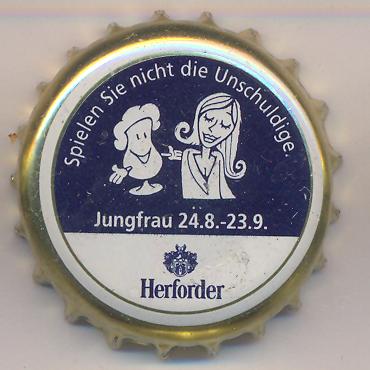 Spielen Sie nicht die Unschuldige.
Jungfrau 24.8.-23.9.
Herforder